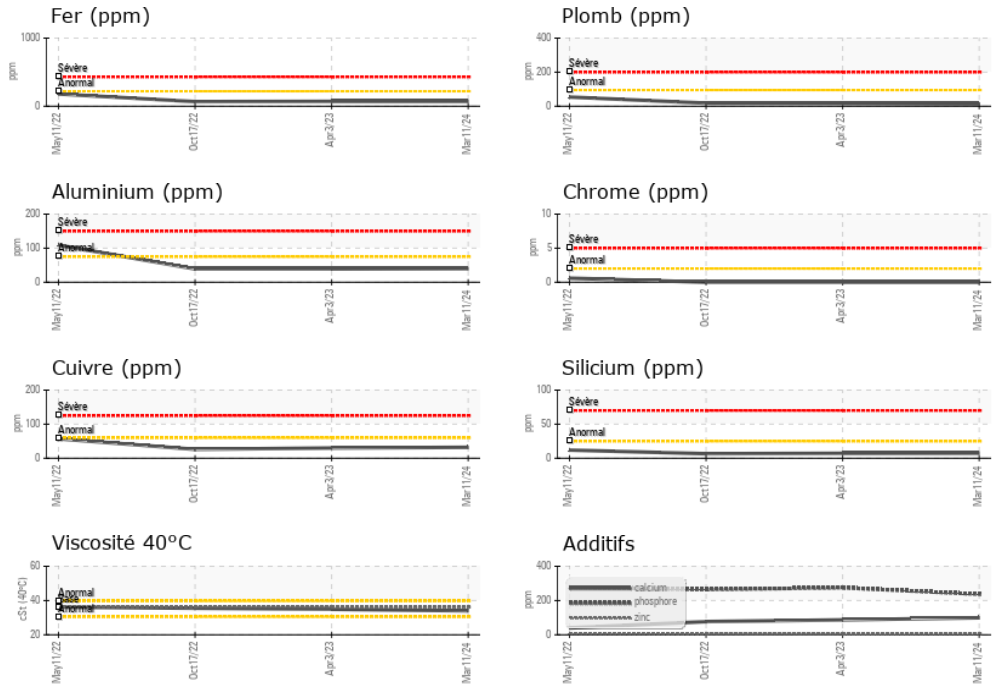 Fer (ppm)
1000
ppm
Sévère
Anormal
0
May11/22
Oct17/22
Apr3/23
Mar11/24
Plomb (ppm)
400
200
ppm
Sévère
Anormal
0
May11/22
Oct17/22
Apr3/23
Mar11/24
Aluminium (ppm)
200
Sévère
ppm
100
Anormal
0
May11/22
Oct17/22
Apr3/23
Mar11/24
Chrome (ppm)
10
Sévère
ppm
5
Anormal
0
May11/22
Oct17/22
Apr3/23
Mar11/24
Cuivre (ppm)
200
Sévère
ppm
100
Anormal
0
May11/22
Oct17/22
Apr3/23
Mar11/24
Silicium (ppm)
100
Sévère
ppm
50
Anormal
0
May11/22
Oct17/22
Apr3/23
Mar11/24
Viscosité 40°C
60
cSt (40°C)
Anormal
40
Base
Anormal
20
May11/22
Oct17/22
Apr3/23
Mar11/24
Additifs
400
calcium
ppm
200
phosphore
zinc
0
May11/22
Oct17/22
Apr3/23
Mar11/24